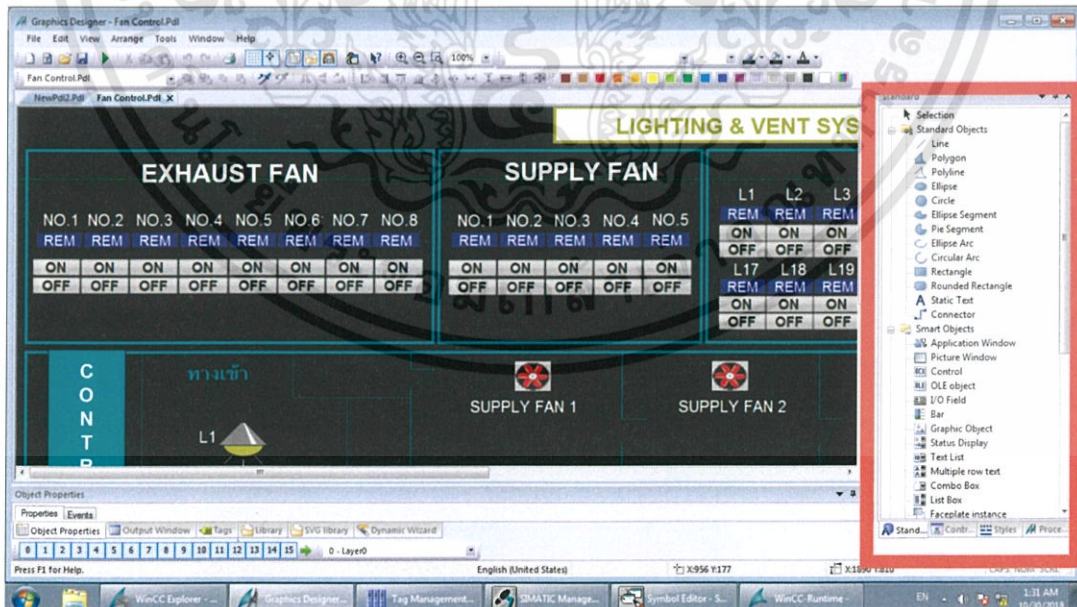 Graphics Designer - Fan Control.Pdl
File Edit View Arrange Tools Window Help
100%
Fan Control.Pdl
NewPdl2.Pdl Fan Control.Pdl X
LIGHTING & VENT SYS
EXHAUST FAN
NO.1 NO.2 NO.3 NO.4 NO.5 NO.6 NO.7 NO.8
REM REM REM REM REM REM REM REM
ON ON ON ON ON ON ON ON
OFF OFF OFF OFF OFF OFF OFF OFF
SUPPLY FAN
NO.1 NO.2 NO.3 NO.4 NO.5
REM REM REM REM REM
ON ON ON ON ON
OFF OFF OFF OFF OFF
L1 L2 L3
REM REM REM
ON ON ON
OFF OFF OFF
L17 L18 L19
REM REM REM
ON ON ON
OFF OFF OFF
CONT
ทางเข้า
L1
SUPPLY FAN 1
SUPPLY FAN 2
Standard
Selection
Standard Objects
Line
Polygon
Polyline
Ellipse
Circle
Ellipse Segment
Pie Segment
Ellipse Arc
Circular Arc
Rectangle
Rounded Rectangle
Static Text
Connector
Smart Objects
Application Window
Picture Window
Control
OLE object
I/O Field
Bar
Graphic Object
Status Display
Text List
Multiple row text
Combo Box
List Box
Faceplate instance
Stand... Contr... Styles Proce...
Object Properties
Properties Events
Object Properties Output Window Tags Library SVG library Dynamic Wizard
0 1 2 3 4 5 6 7 8 9 10 11 12 13 14 15 0 - Layer0
Press F1 for Help. English (United States) X:956 Y:177
WinCC Explorer - ... Graphics Designer... Tag Management... SIMATIC Manage... Symbol Editor - S... WinCC-Runtime - EN 1:31 AM
10/30/2018